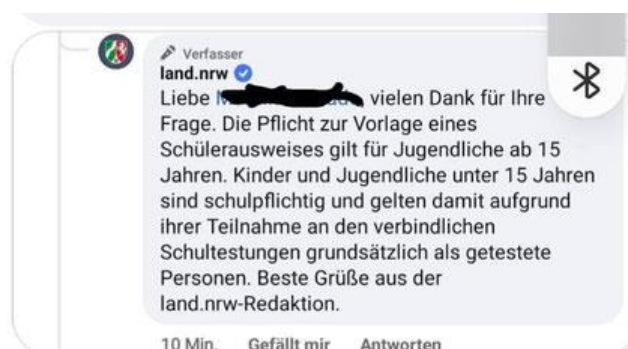 Verfasser
land.nrw
Liebe vielen Dank für Ihre
Frage. Die Pflicht zur Vorlage eines
Schülerausweises gilt für Jugendliche ab 15
Jahren. Kinder und Jugendliche unter 15 Jahren
sind schulpflichtig und gelten damit aufgrund
ihrer Teilnahme an den verbindlichen
Schultestungen grundsätzlich als getestete
Personen. Beste Grüße aus der
land.nrw-Redaktion.
10 Min. Gefällt mir Antworten